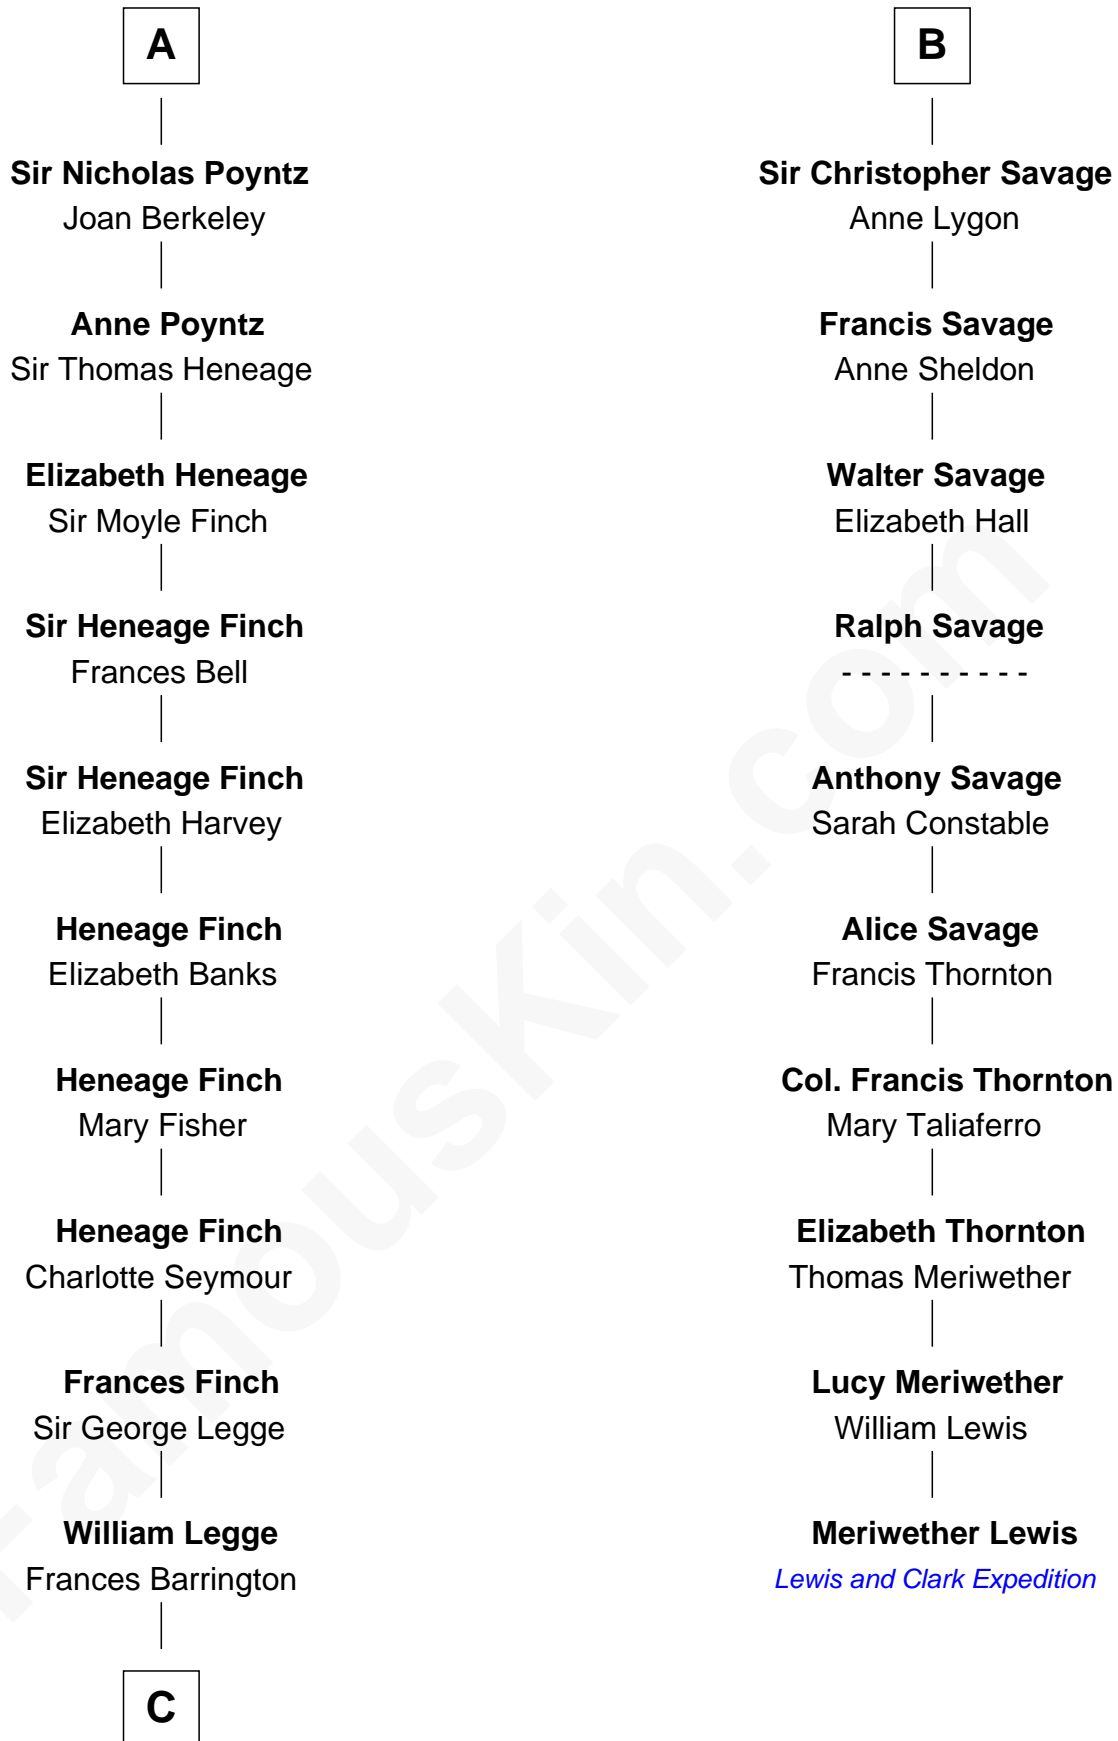 A
Sir Nicholas Poyntz
Joan Berkeley
Anne Poyntz
Sir Thomas Heneage
Elizabeth Heneage
Sir Moyle Finch
Sir Heneage Finch
Frances Bell
Sir Heneage Finch
Elizabeth Harvey
Heneage Finch
Elizabeth Banks
Heneage Finch
Mary Fisher
Heneage Finch
Charlotte Seymour
Frances Finch
Sir George Legge
William Legge
Frances Barrington
C
B
Sir Christopher Savage
Anne Lygon
Francis Savage
Anne Sheldon
Walter Savage
Elizabeth Hall
Ralph Savage
- - - - - - - - - -
Anthony Savage
Sarah Constable
Alice Savage
Francis Thornton
Col. Francis Thornton
Mary Taliaferro
Elizabeth Thornton
Thomas Meriwether
Lucy Meriwether
William Lewis
Meriwether Lewis
Lewis and Clark Expedition
FamousKin.com